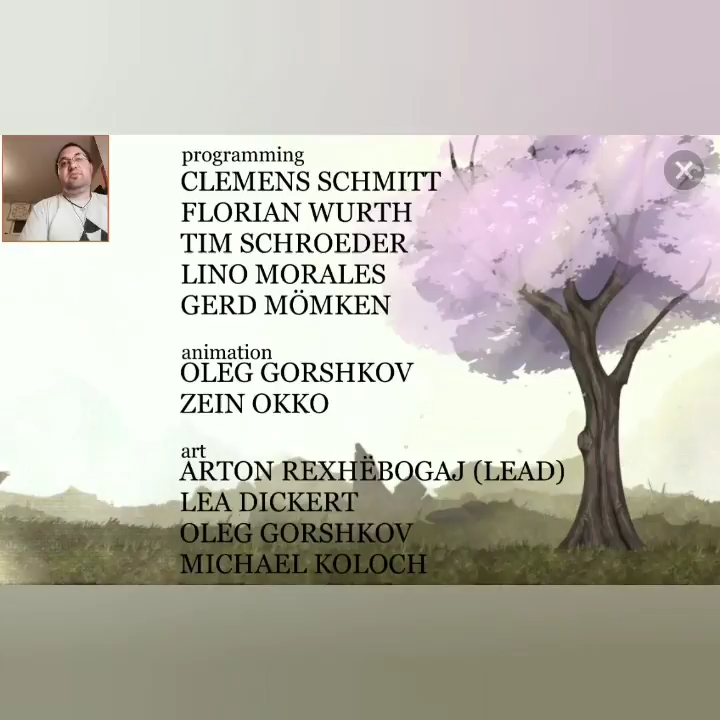 programming
CLEMENS SCHMITT
FLORIAN WURTH
TIM SCHROEDER
LINO MORALES
GERD MÖMKEN
animation
OLEG GORSHKOV
ZEIN OKKO
art
ARTON REXHËBOGAJ (LEAD)
LEA DICKERT
OLEG GORSHKOV
MICHAEL KOLOCH